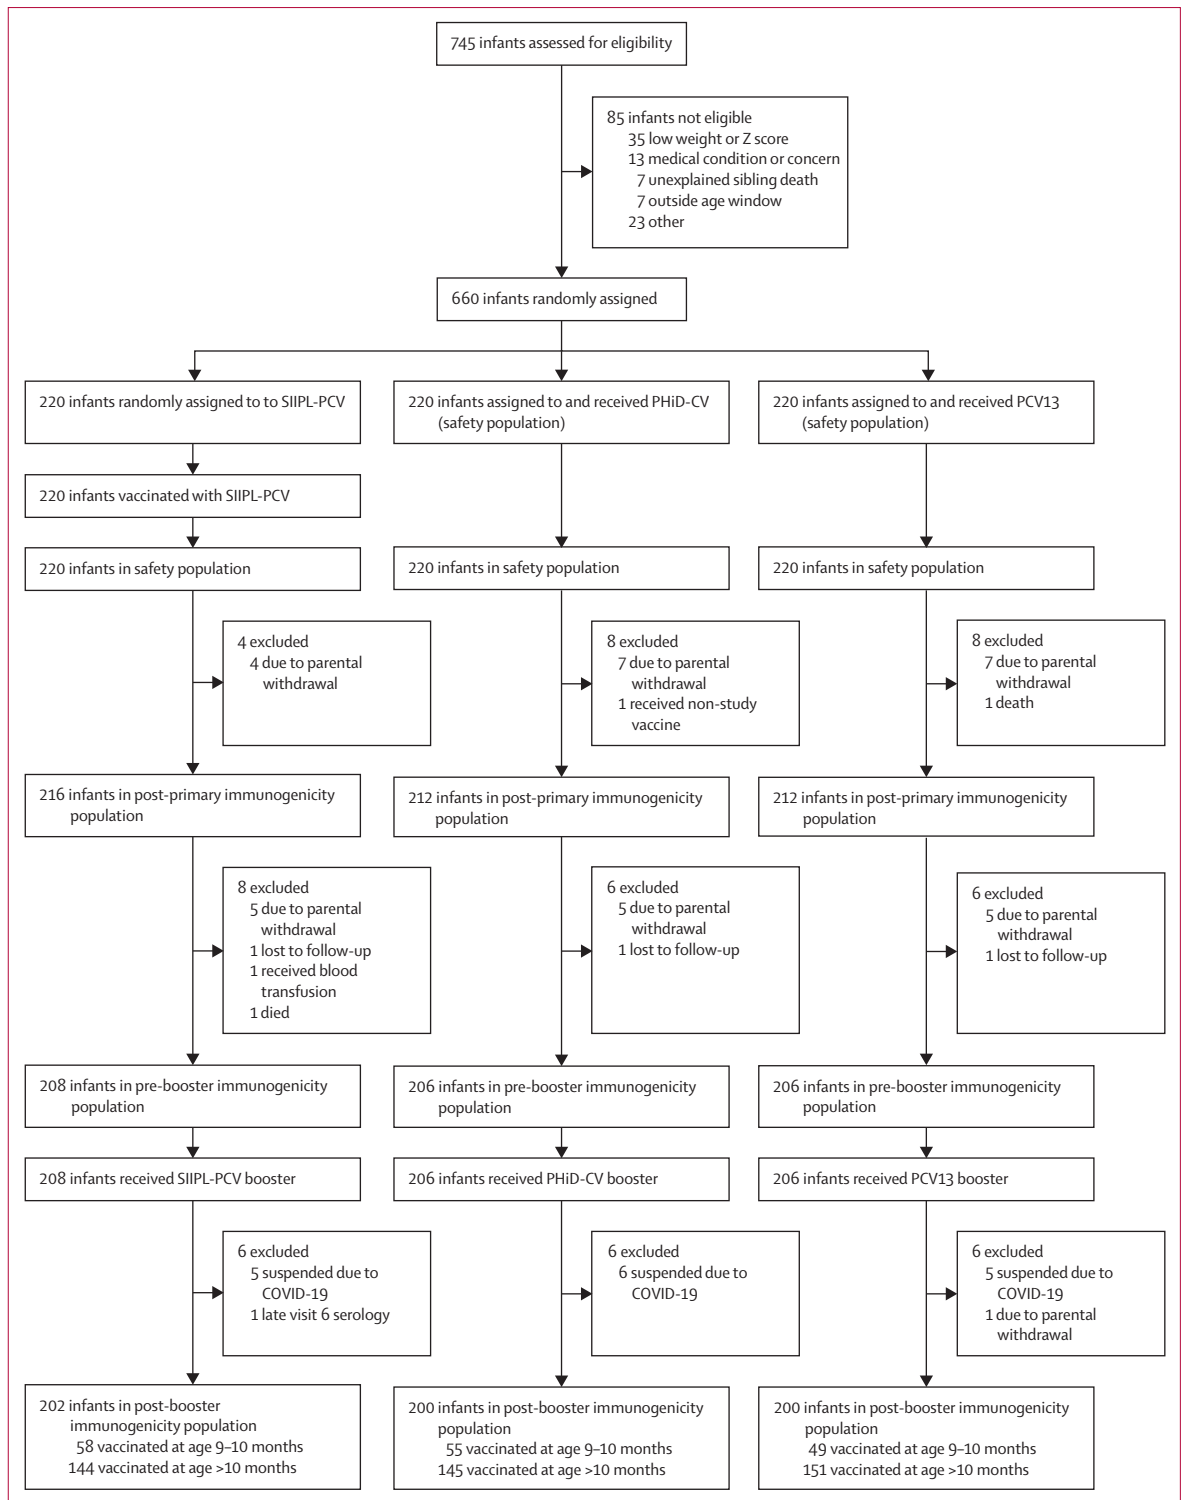 745 infants assessed for eligibility
85 infants not eligible
35 low weight or Z score
13 medical condition or concern
7 unexplained sibling death
7 outside age window
23 other
660 infants randomly assigned
220 infants randomly assigned to to SIIPL-PCV
220 infants assigned to and received PHiD-CV
(safety population)
220 infants assigned to and received PCV13
(safety population)
220 infants vaccinated with SIIPL-PCV
220 infants in safety population
220 infants in safety population
220 infants in safety population
4 excluded
4 due to parental
withdrawal
8 excluded
7 due to parental
withdrawal
1 received non-study
vaccine
8 excluded
7 due to parental
withdrawal
1 death
216 infants in post-primary immunogenicity
population
212 infants in post-primary immunogenicity
population
212 infants in post-primary immunogenicity
population
8 excluded
5 due to parental
withdrawal
1 lost to follow-up
1 received blood
transfusion
1 died
6 excluded
5 due to parental
withdrawal
1 lost to follow-up
6 excluded
5 due to parental
withdrawal
1 lost to follow-up
208 infants in pre-booster immunogenicity
population
206 infants in pre-booster immunogenicity
population
206 infants in pre-booster immunogenicity
population
208 infants received SIIPL-PCV booster
206 infants received PHiD-CV booster
206 infants received PCV13 booster
6 excluded
5 suspended due to
COVID-19
1 late visit 6 serology
6 excluded
6 suspended due to
COVID-19
6 excluded
5 suspended due to
COVID-19
1 due to parental
withdrawal
202 infants in post-booster
immunogenicity population
58 vaccinated at age 9–10 months
144 vaccinated at age >10 months
200 infants in post-booster immunogenicity
population
55 vaccinated at age 9–10 months
145 vaccinated at age >10 months
200 infants in post-booster immunogenicity
population
49 vaccinated at age 9–10 months
151 vaccinated at age >10 months